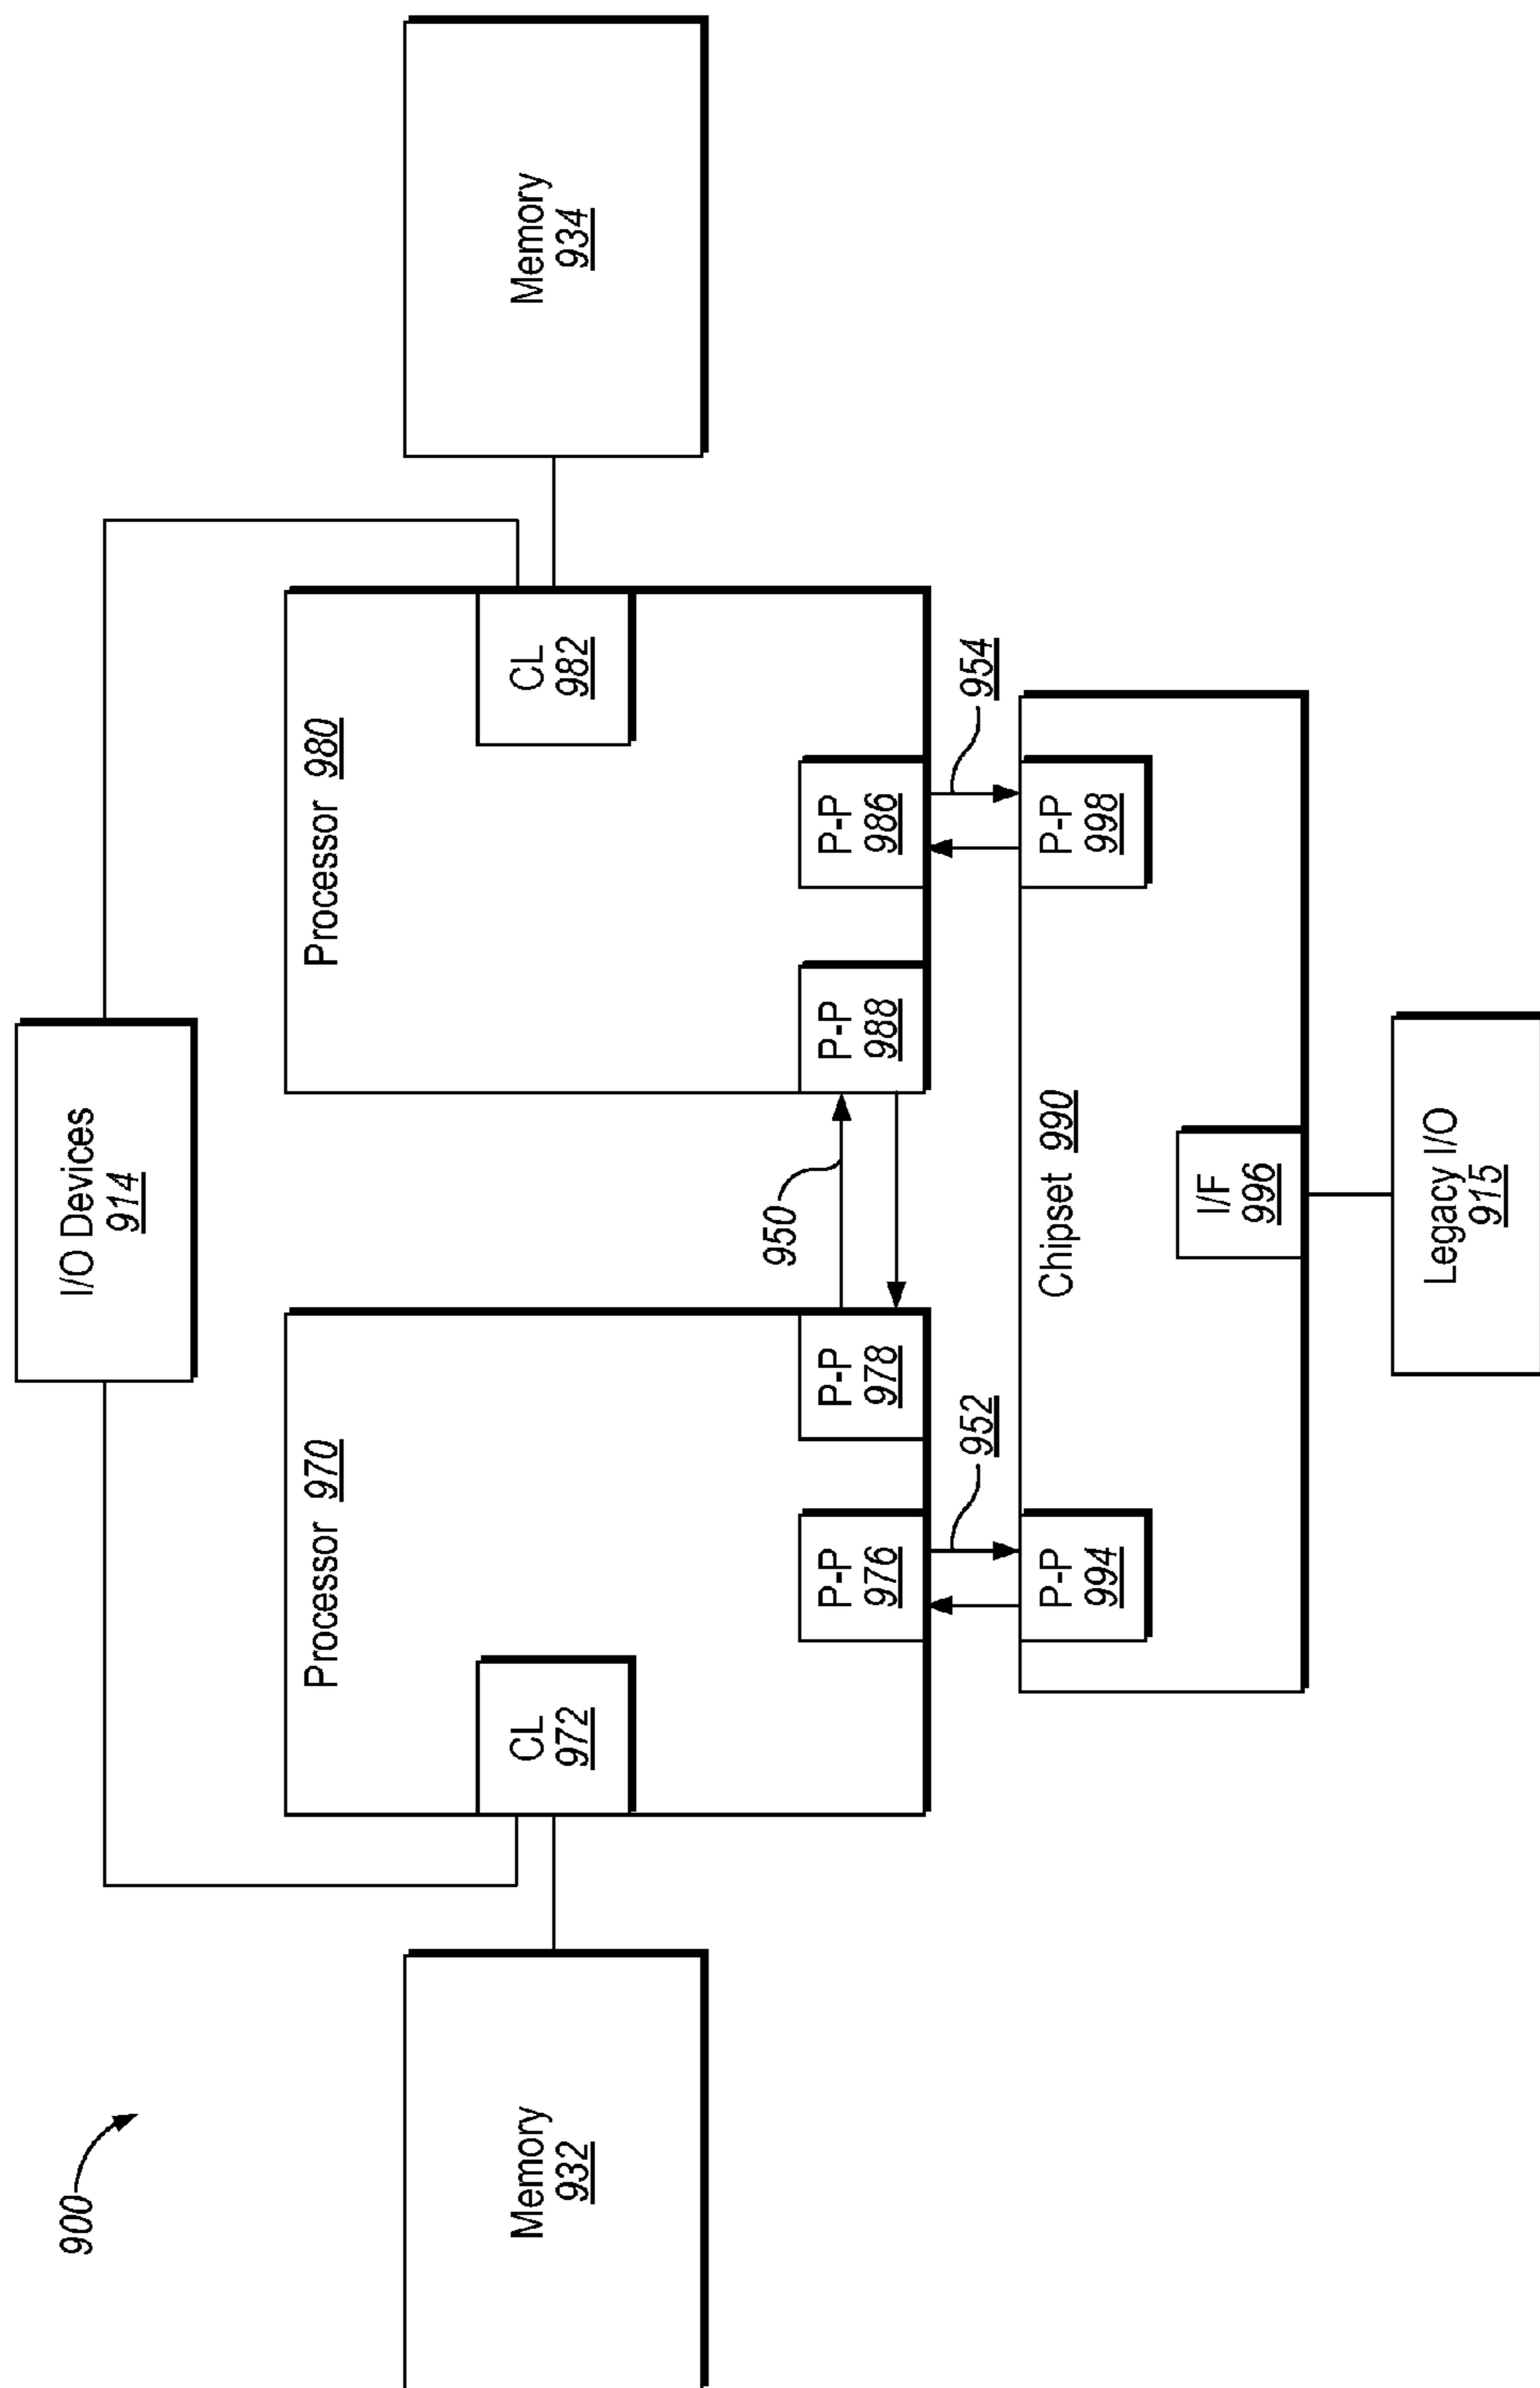 900
I/O Devices
914
Memory
932
Processor 970
CL
972
P-P
976
P-P
978
950
Processor 980
CL
982
P-P
988
P-P
986
Memory
934
952
954
Chipset 990
P-P
994
P-P
998
I/F
996
Legacy I/O
915